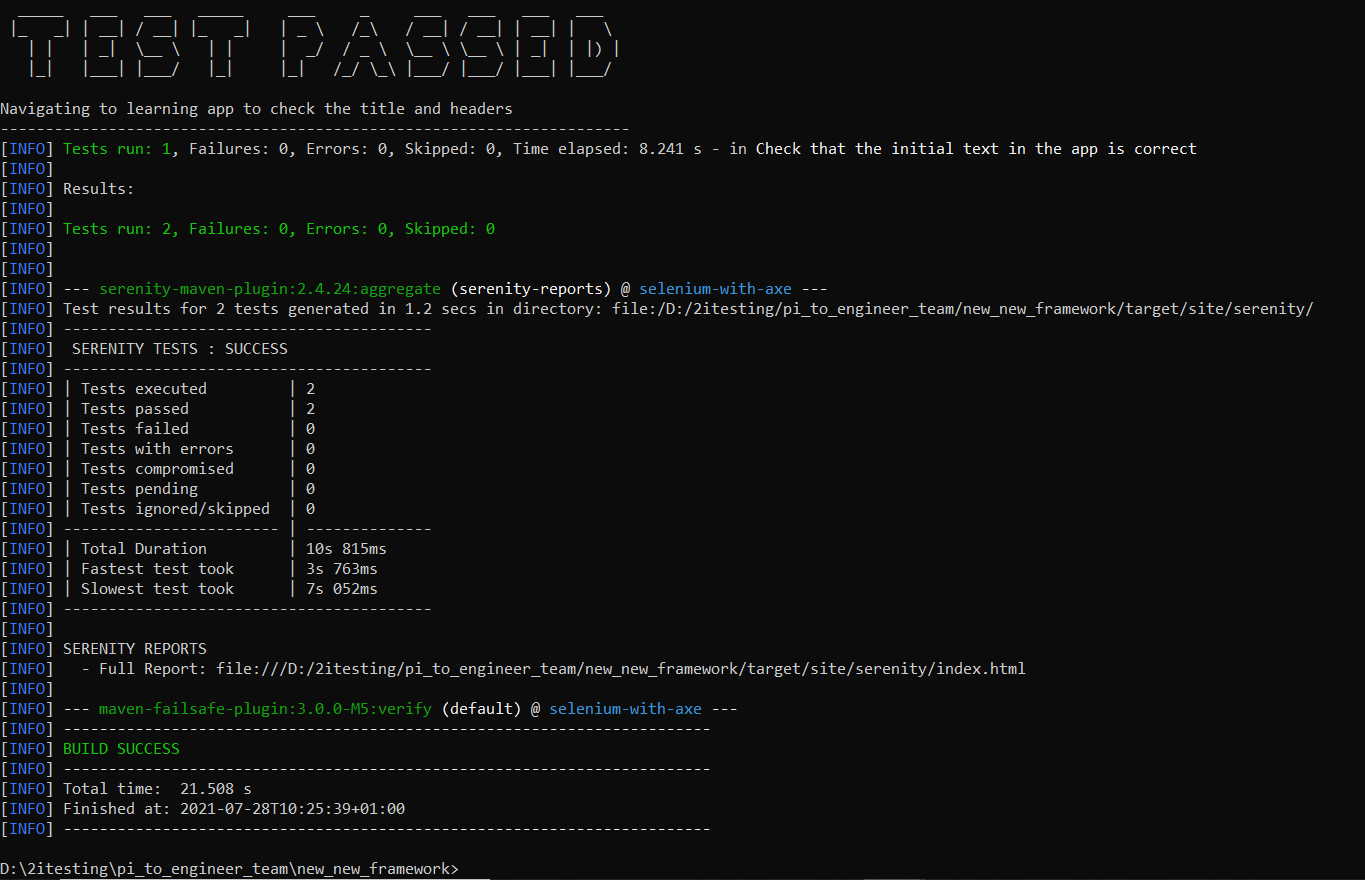 TEST PASSED
Navigating to learning app to check the title and headers
----------------------------------------------------------------------
[INFO] Tests run: 1, Failures: 0, Errors: 0, Skipped: 0, Time elapsed: 8.241 s - in Check that the initial text in the app is correct
[INFO]
[INFO] Results:
[INFO]
[INFO] Tests run: 2, Failures: 0, Errors: 0, Skipped: 0
[INFO]
[INFO]
[INFO] --- serenity-maven-plugin:2.4.24:aggregate (serenity-reports) @ selenium-with-axe ---
[INFO] Test results for 2 tests generated in 1.2 secs in directory: file:/D:/2itesting/pi_to_engineer_team/new_new_framework/target/site/serenity/
[INFO] -----------------------------------------
[INFO]  SERENITY TESTS : SUCCESS
[INFO] -----------------------------------------
[INFO] | Tests executed         | 2
[INFO] | Tests passed           | 2
[INFO] | Tests failed           | 0
[INFO] | Tests with errors      | 0
[INFO] | Tests compromised      | 0
[INFO] | Tests pending          | 0
[INFO] | Tests ignored/skipped  | 0
[INFO] ------------------------ | --------------
[INFO] | Total Duration         | 10s 815ms
[INFO] | Fastest test took      | 3s 763ms
[INFO] | Slowest test took      | 7s 052ms
[INFO] -----------------------------------------
[INFO]
[INFO] SERENITY REPORTS
[INFO]   - Full Report: file:///D:/2itesting/pi_to_engineer_team/new_new_framework/target/site/serenity/index.html
[INFO]
[INFO] --- maven-failsafe-plugin:3.0.0-M5:verify (default) @ selenium-with-axe ---
[INFO] ------------------------------------------------------------------------
[INFO] BUILD SUCCESS
[INFO] ------------------------------------------------------------------------
[INFO] Total time:  21.508 s
[INFO] Finished at: 2021-07-28T10:25:39+01:00
[INFO] ------------------------------------------------------------------------
D:\2itesting\pi_to_engineer_team\new_new_framework>